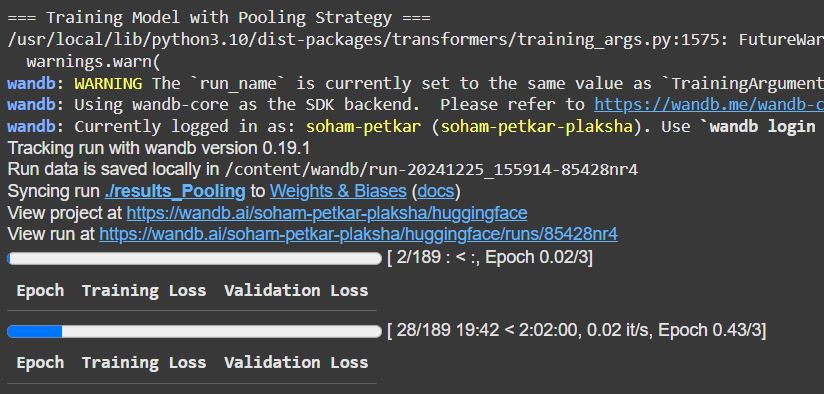 === Training Model with Pooling Strategy ===
/usr/local/lib/python3.10/dist-packages/transformers/training_args.py:1575: FutureWar
warnings.warn(
wandb: WARNING The `run_name` is currently set to the same value as `TrainingArgument
wandb: Using wandb-core as the SDK backend.  Please refer to https://wandb.me/wandb-c
wandb: Currently logged in as: soham-petkar (soham-petkar-plaksha). Use `wandb login
Tracking run with wandb version 0.19.1
Run data is saved locally in /content/wandb/run-20241225_155914-85428nr4
Syncing run ./results_Pooling to Weights & Biases (docs)
View project at https://wandb.ai/soham-petkar-plaksha/huggingface
View run at https://wandb.ai/soham-petkar-plaksha/huggingface/runs/85428nr4
[ 2/189 : < :, Epoch 0.02/3]
Epoch Training Loss Validation Loss
[ 28/189 19:42 < 2:02:00, 0.02 it/s, Epoch 0.43/3]
Epoch Training Loss Validation Loss